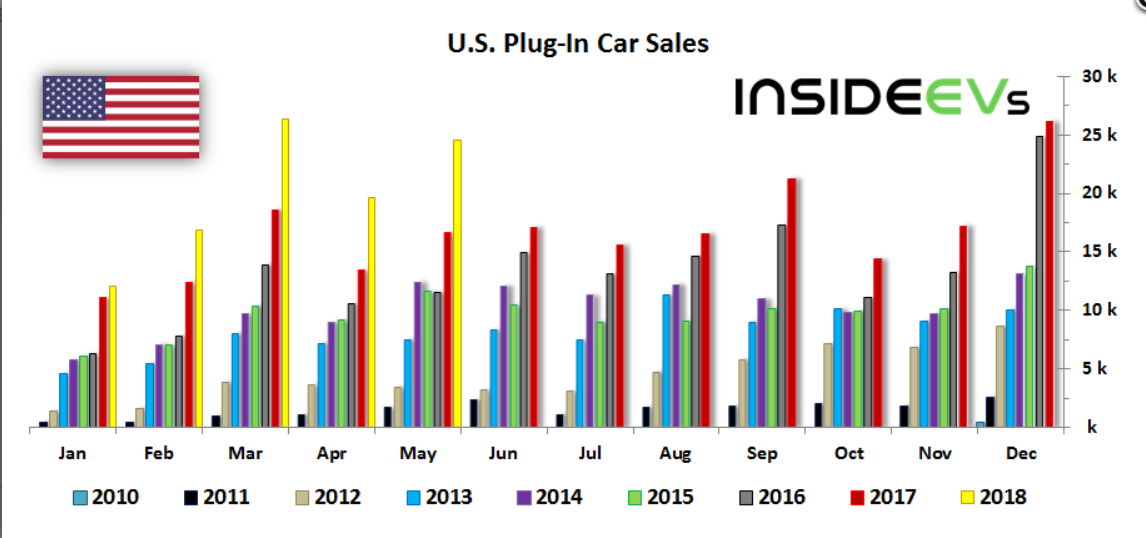 U.S. Plug-In Car Sales
INSIDEEVs
30 k
25 k
20 k
15 k
10 k
5 k
k
Jan Feb Mar Apr May Jun Jul Aug Sep Oct Nov Dec
2010 2011 2012 2013 2014 2015 2016 2017 2018